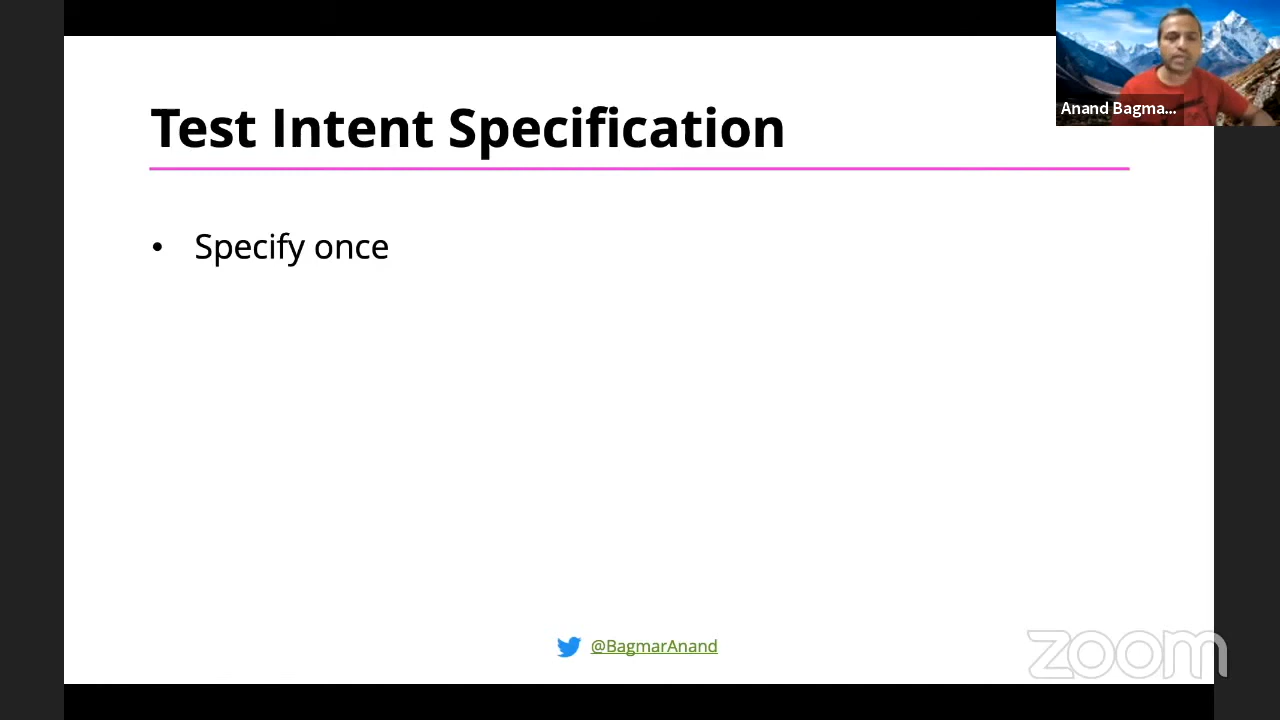 Test Intent Specification
Anand Bagma...
• Specify once
@BagmarAnand
zoom